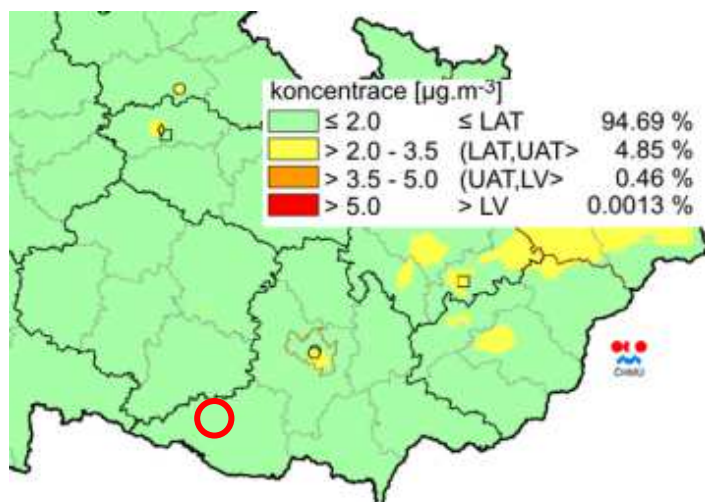 koncentrace [µg.m-3]
≤ 2.0 ≤ LAT 94.69 %
> 2.0 - 3.5 (LAT,UAT> 4.85 %
> 3.5 - 5.0 (UAT,LV> 0.46 %
> 5.0 > LV 0.0013 %
ČHMÚ